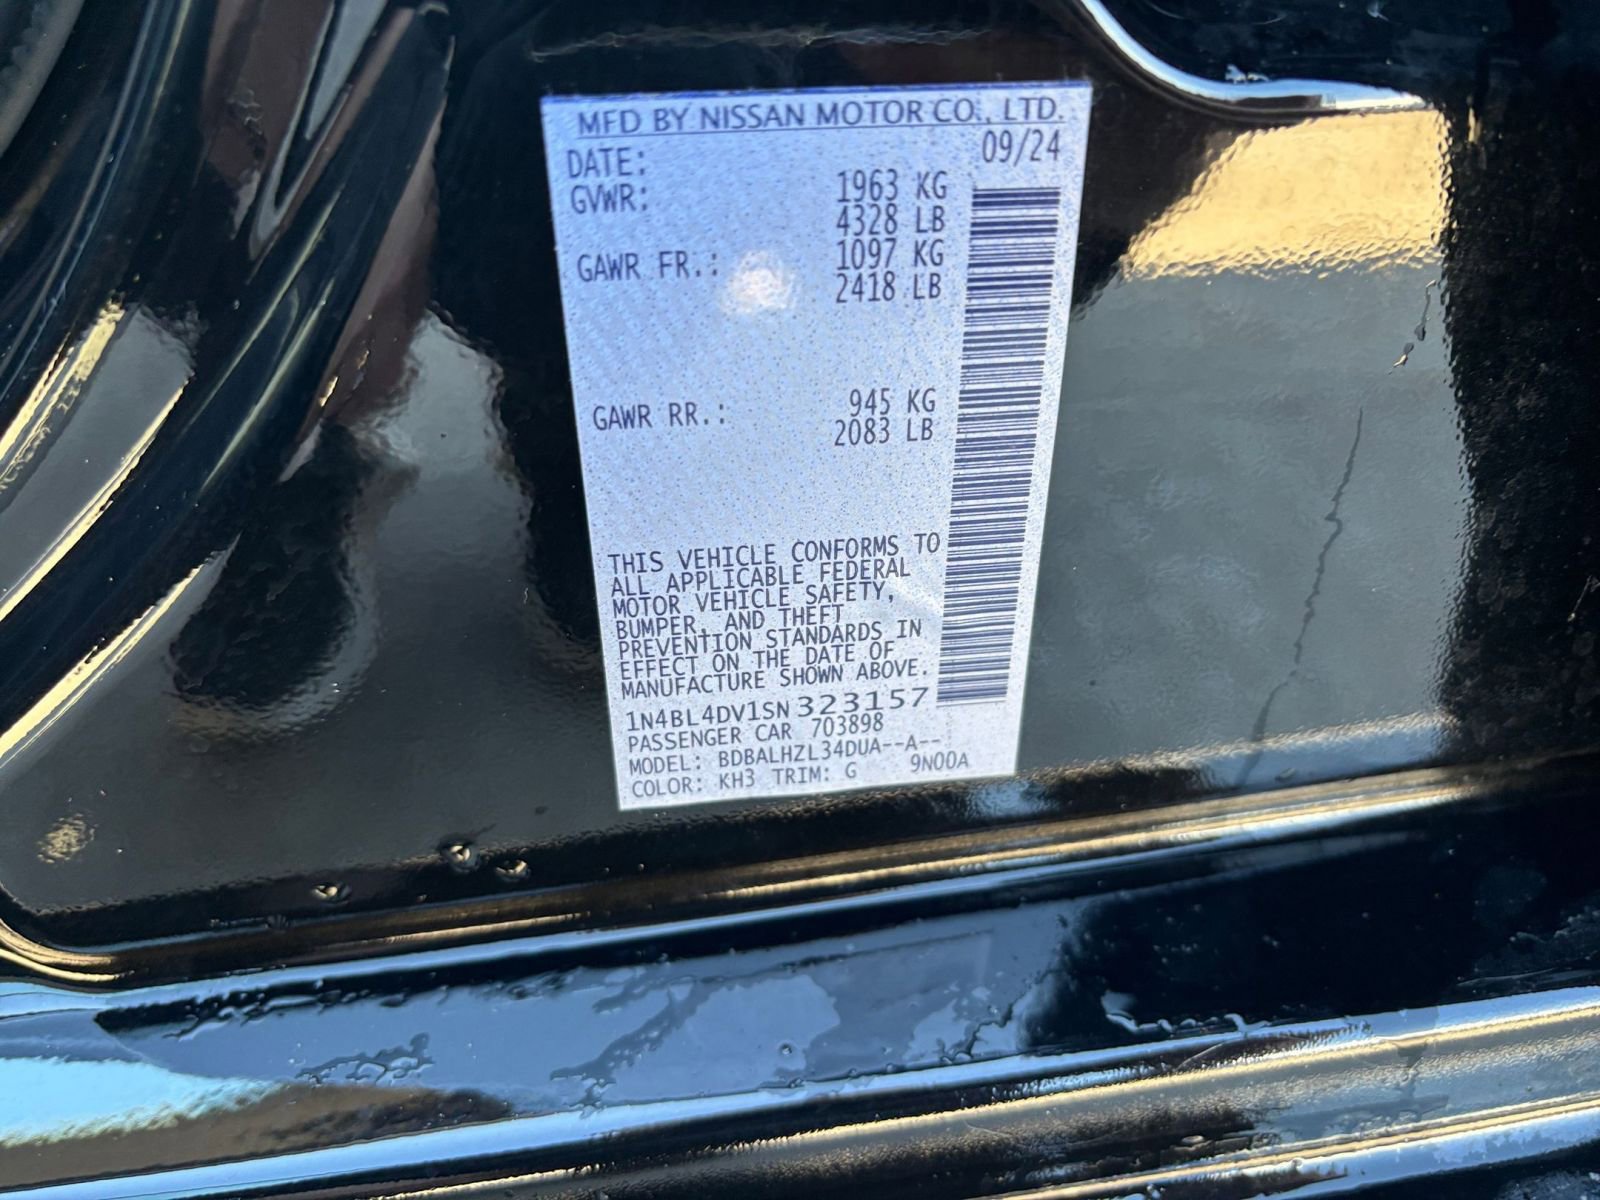 MFD BY NISSAN MOTOR CO., LTD.
DATE: 09/24
GVWR: 1963 KG
4328 LB
GAWR FR.: 1097 KG
2418 LB
GAWR RR.: 945 KG
2083 LB
THIS VEHICLE CONFORMS TO
ALL APPLICABLE FEDERAL
MOTOR VEHICLE SAFETY,
BUMPER, AND THEFT
PREVENTION STANDARDS IN
EFFECT ON THE DATE OF
MANUFACTURE SHOWN ABOVE.
1N4BL4DV1SN323157
PASSENGER CAR 703898
MODEL: BDBALHZL34DUA--A--
COLOR: KH3 TRIM: G 9N00A